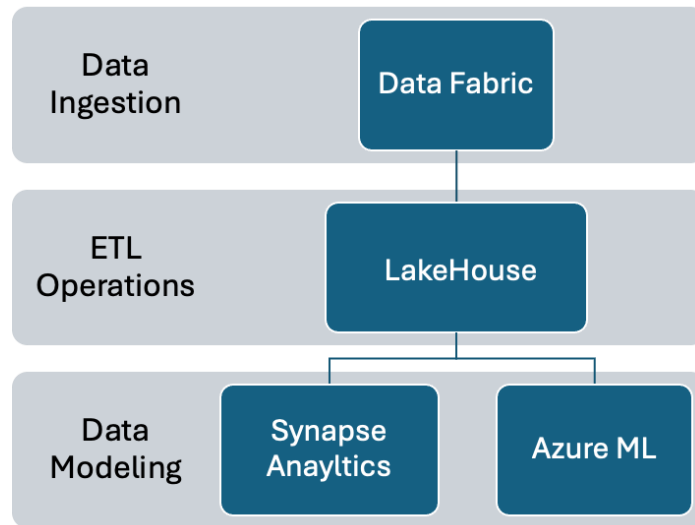 Data
Ingestion
Data Fabric
ETL
Operations
LakeHouse
Data
Modeling
Synapse
Anayltics
Azure ML